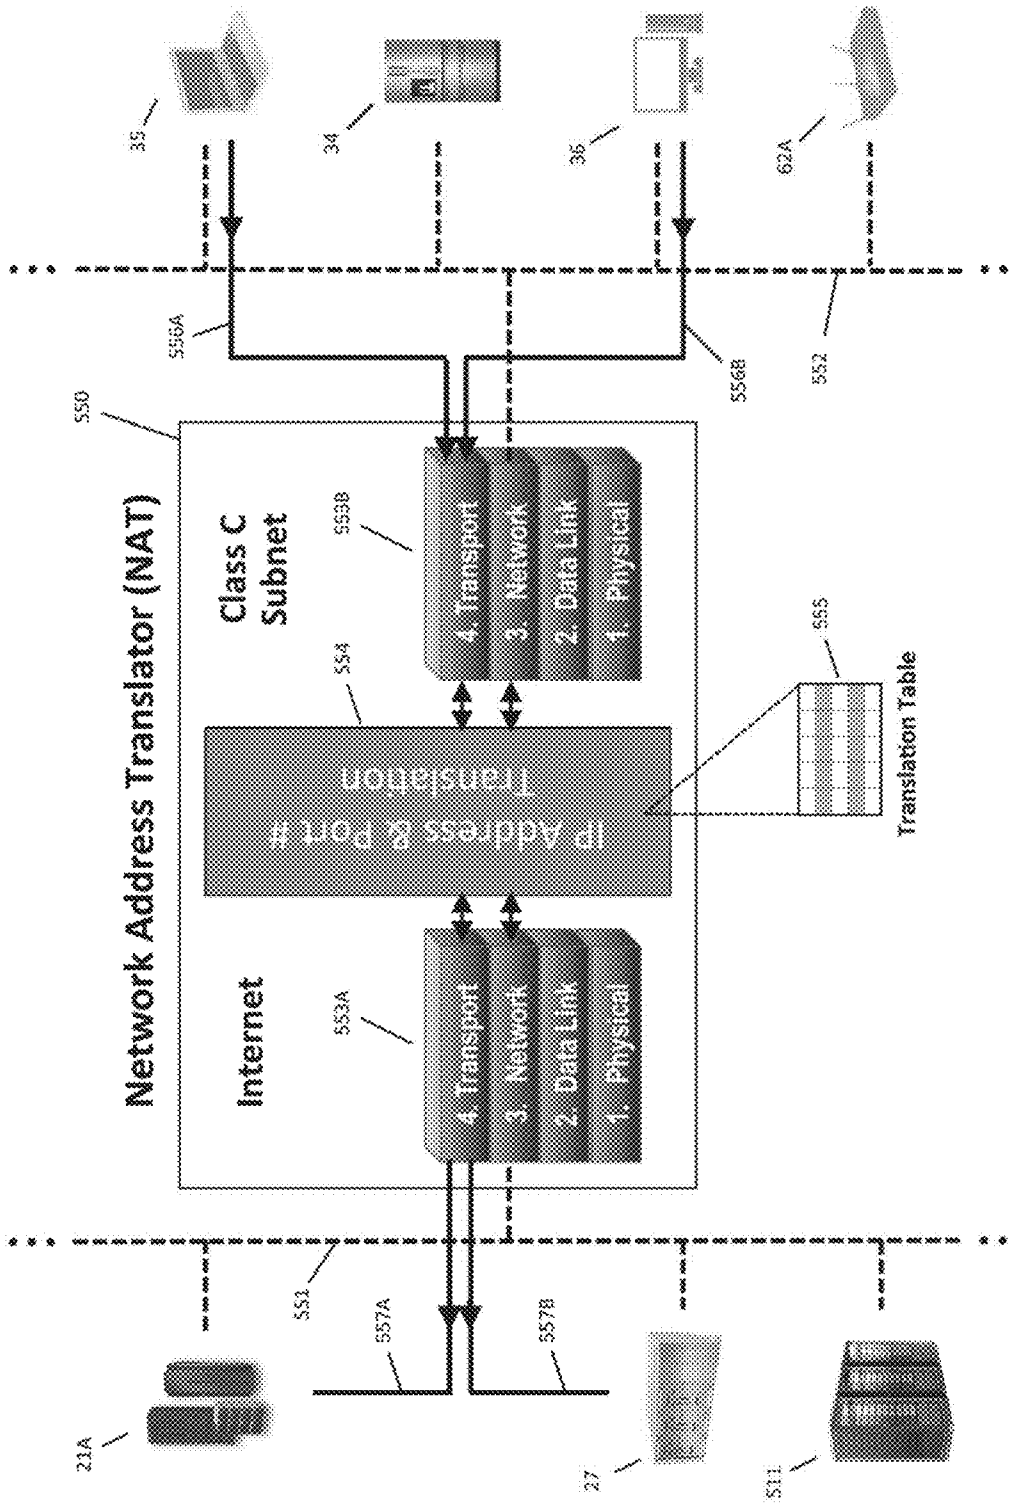 Network Address Translator (NAT)
550
Internet
Class C
Subnet
553A
554
553B
IP Address & Port #
Translation
4. Transport
3. Network
2. Data Link
1. Physical
4. Transport
3. Network
2. Data Link
1. Physical
555
Translation Table
21A
551
557A
557B
27
511
556A
556B
552
35
34
36
62A